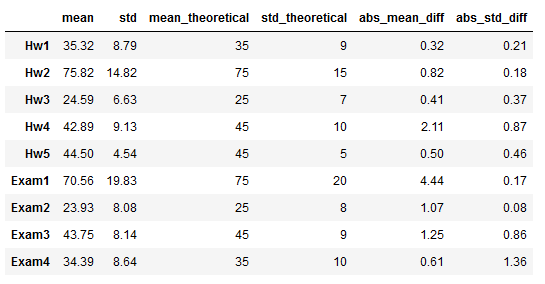 mean std mean_theoretical std_theoretical abs_mean_diff abs_std_diff
Hw1 35.32 8.79 35 9 0.32 0.21
Hw2 75.82 14.82 75 15 0.82 0.18
Hw3 24.59 6.63 25 7 0.41 0.37
Hw4 42.89 9.13 45 10 2.11 0.87
Hw5 44.50 4.54 45 5 0.50 0.46
Exam1 70.56 19.83 75 20 4.44 0.17
Exam2 23.93 8.08 25 8 1.07 0.08
Exam3 43.75 8.14 45 9 1.25 0.86
Exam4 34.39 8.64 35 10 0.61 1.36